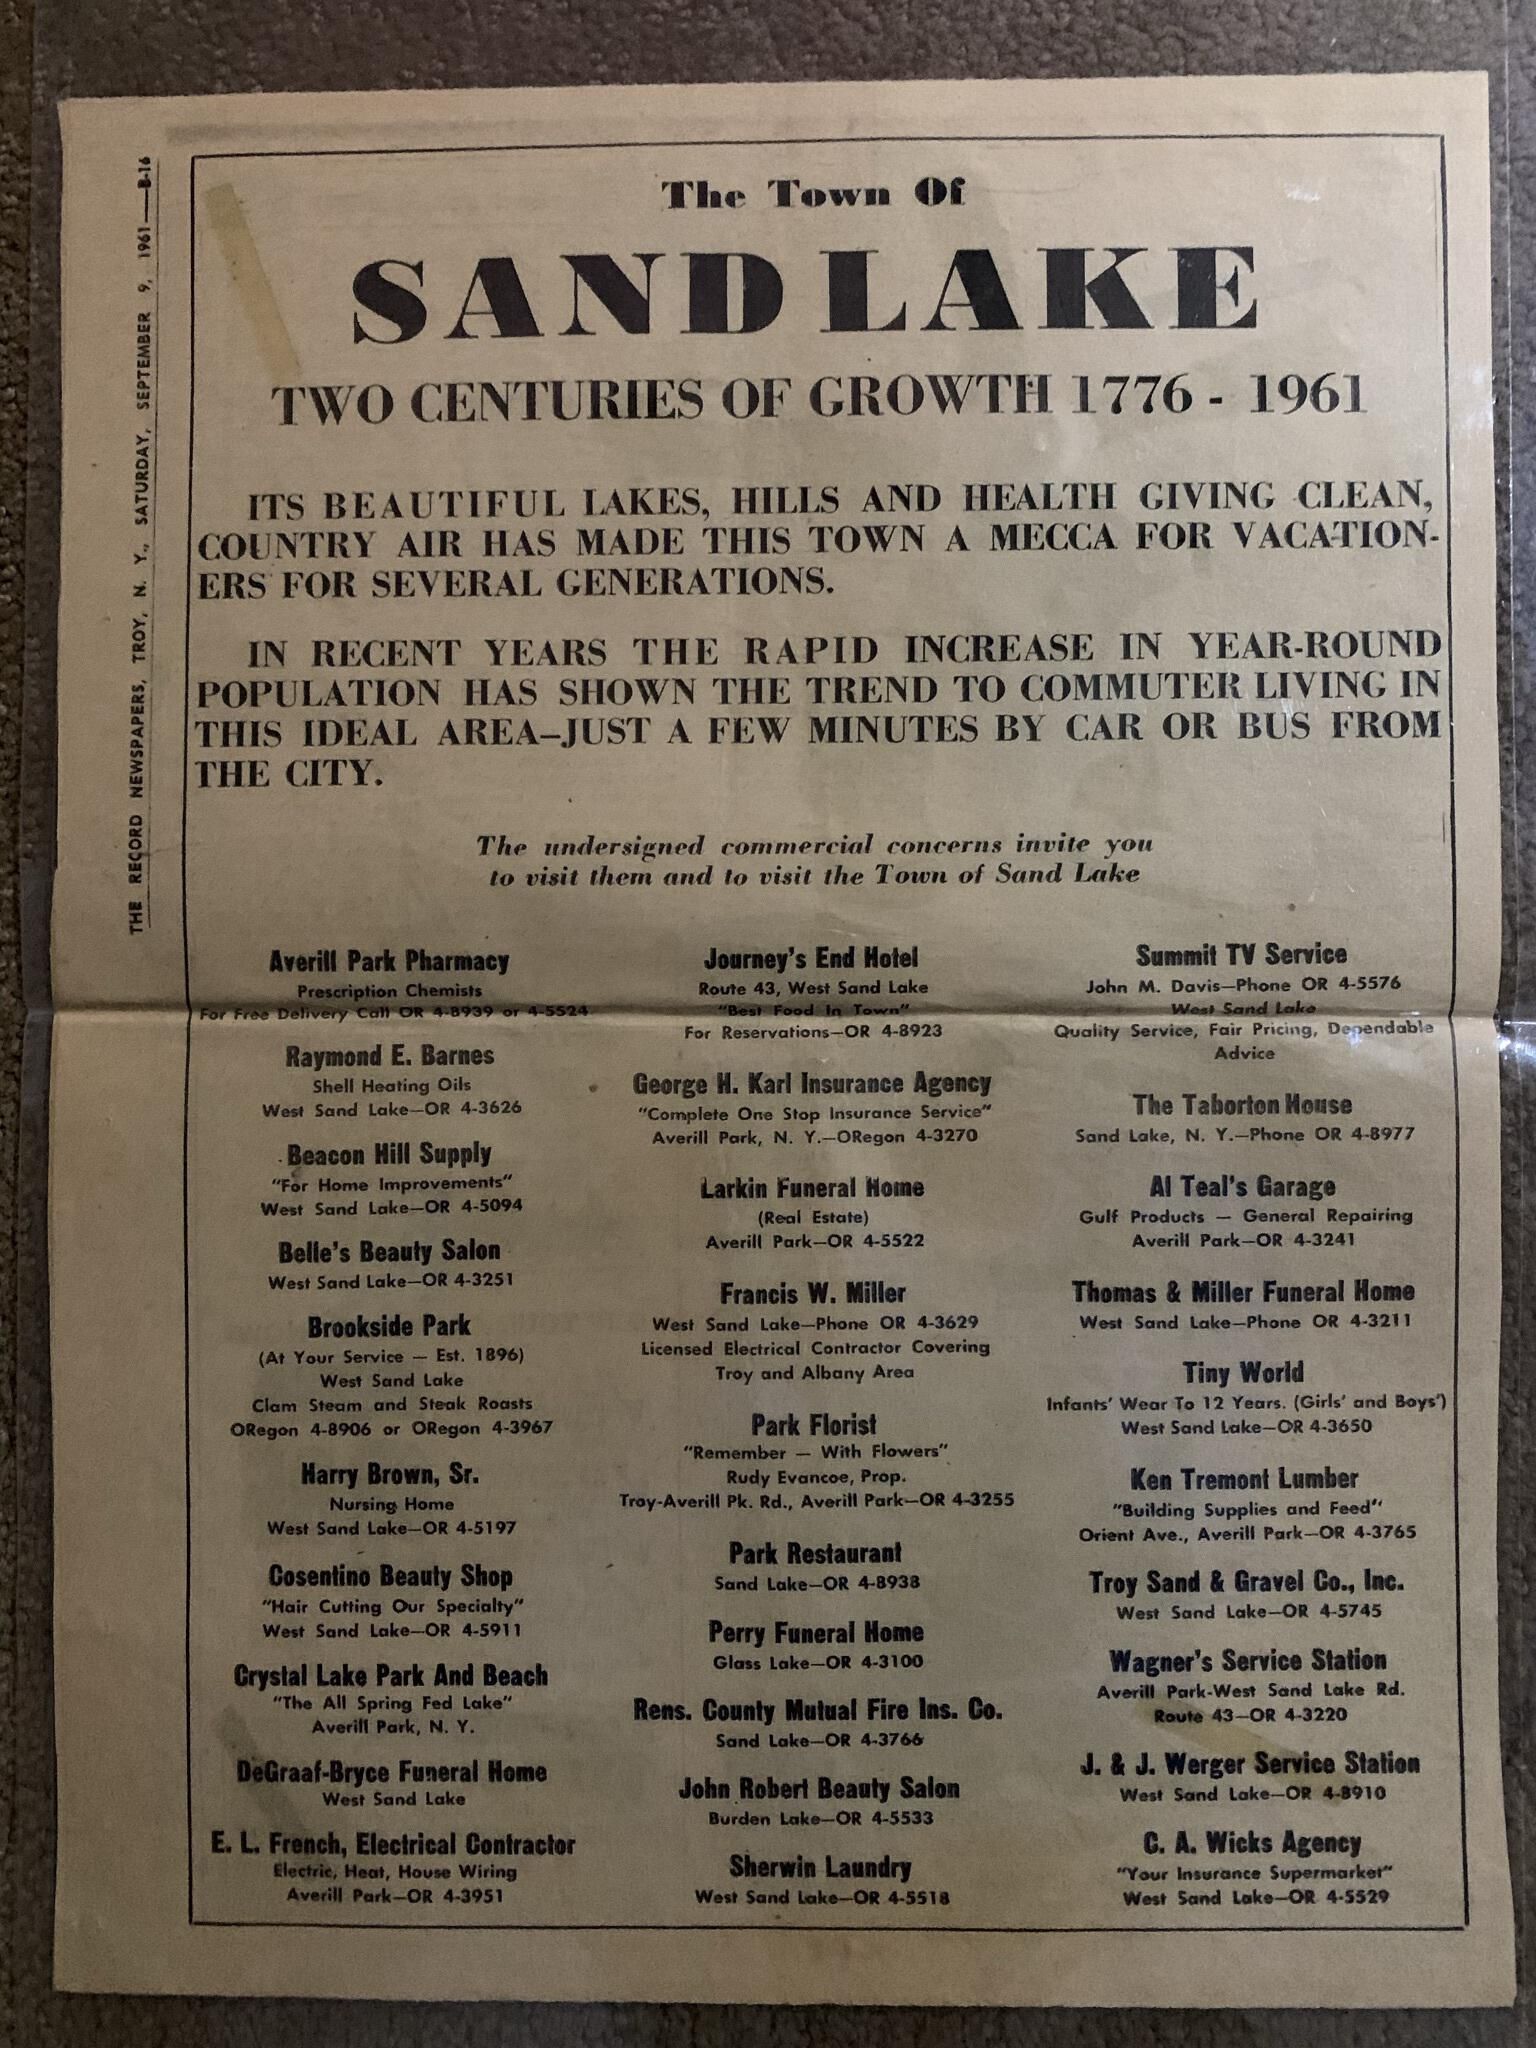 THE RECORD NEWSPAPERS, TROY, N. Y., SATURDAY, SEPTEMBER 9, 1961—B-16
The Town Of
SAND LAKE
TWO CENTURIES OF GROWTH 1776 - 1961
ITS BEAUTIFUL LAKES, HILLS AND HEALTH GIVING CLEAN,
COUNTRY AIR HAS MADE THIS TOWN A MECCA FOR VACATION-
ERS FOR SEVERAL GENERATIONS.
IN RECENT YEARS THE RAPID INCREASE IN YEAR-ROUND
POPULATION HAS SHOWN THE TREND TO COMMUTER LIVING IN
THIS IDEAL AREA—JUST A FEW MINUTES BY CAR OR BUS FROM
THE CITY.
The undersigned commercial concerns invite you
to visit them and to visit the Town of Sand Lake
Averill Park Pharmacy
Prescription Chemists
For Free Delivery Call OR 4-8939 or 4-5524
Raymond E. Barnes
Shell Heating Oils
West Sand Lake—OR 4-3626
Beacon Hill Supply
"For Home Improvements"
West Sand Lake—OR 4-5094
Belle's Beauty Salon
West Sand Lake—OR 4-3251
Brookside Park
(At Your Service — Est. 1896)
West Sand Lake
Clam Steam and Steak Roasts
ORegon 4-8906 or ORegon 4-3967
Harry Brown, Sr.
Nursing Home
West Sand Lake—OR 4-5197
Cosentino Beauty Shop
"Hair Cutting Our Specialty"
West Sand Lake—OR 4-5911
Crystal Lake Park And Beach
"The All Spring Fed Lake"
Averill Park, N. Y.
DeGraaf-Bryce Funeral Home
West Sand Lake
E. L. French, Electrical Contractor
Electric, Heat, House Wiring
Averill Park—OR 4-3951
Journey's End Hotel
Route 43, West Sand Lake
"Best Food In Town"
For Reservations—OR 4-8923
George H. Karl Insurance Agency
"Complete One Stop Insurance Service"
Averill Park, N. Y.—ORegon 4-3270
Larkin Funeral Home
(Real Estate)
Averill Park—OR 4-5522
Francis W. Miller
West Sand Lake—Phone OR 4-3629
Licensed Electrical Contractor Covering
Troy and Albany Area
Park Florist
"Remember — With Flowers"
Rudy Evancoe, Prop.
Troy-Averill Pk. Rd., Averill Park—OR 4-3255
Park Restaurant
Sand Lake—OR 4-8938
Perry Funeral Home
Glass Lake—OR 4-3100
Rens. County Mutual Fire Ins. Co.
Sand Lake—OR 4-3766
John Robert Beauty Salon
Burden Lake—OR 4-5533
Sherwin Laundry
West Sand Lake—OR 4-5518
Summit TV Service
John M. Davis—Phone OR 4-5576
West Sand Lake
Quality Service, Fair Pricing, Dependable
Advice
The Taborton House
Sand Lake, N. Y.—Phone OR 4-8977
Al Teal's Garage
Gulf Products — General Repairing
Averill Park—OR 4-3241
Thomas & Miller Funeral Home
West Sand Lake—Phone OR 4-3211
Tiny World
Infants' Wear To 12 Years. (Girls' and Boys')
West Sand Lake—OR 4-3650
Ken Tremont Lumber
"Building Supplies and Feed"
Orient Ave., Averill Park—OR 4-3765
Troy Sand & Gravel Co., Inc.
West Sand Lake—OR 4-5745
Wagner's Service Station
Averill Park-West Sand Lake Rd.
Route 43—OR 4-3220
J. & J. Werger Service Station
West Sand Lake—OR 4-8910
C. A. Wicks Agency
"Your Insurance Supermarket"
West Sand Lake—OR 4-5529